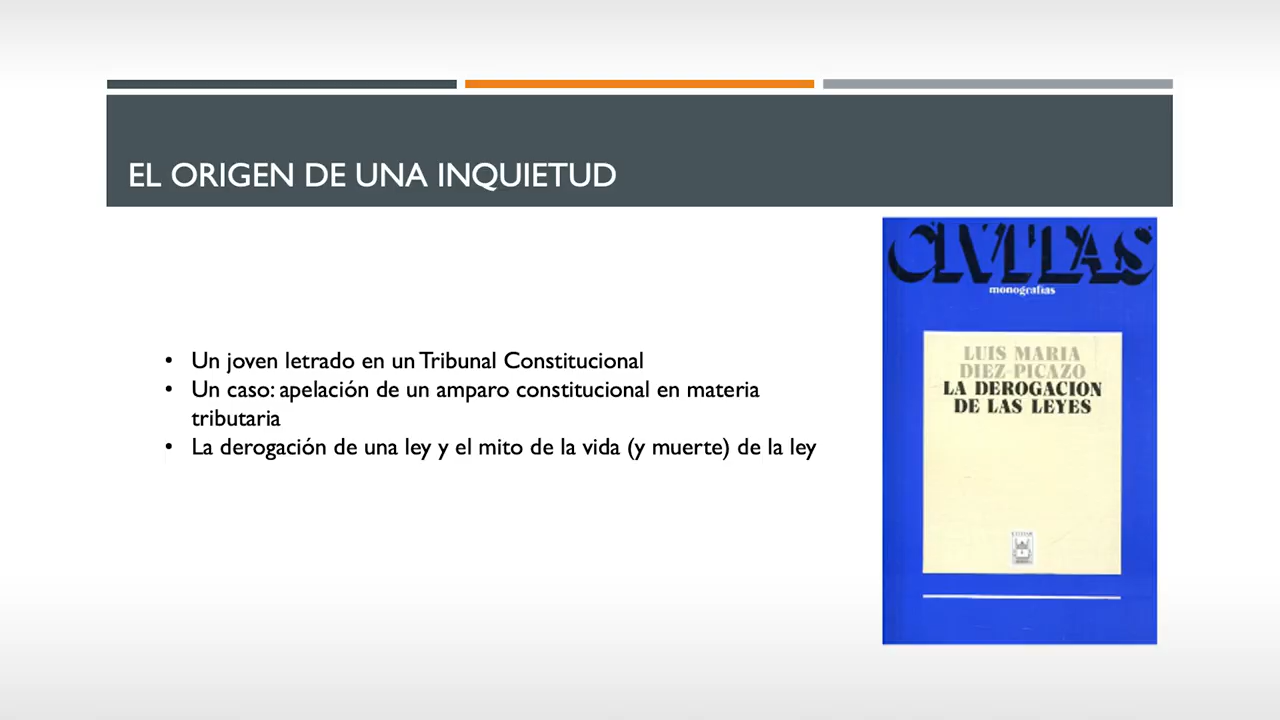 EL ORIGEN DE UNA INQUIETUD
• Un joven letrado en un Tribunal Constitucional
• Un caso: apelación de un amparo constitucional en materia
tributaria
• La derogación de una ley y el mito de la vida (y muerte) de la ley
CIVITAS
monografias
LUIS MARIA
DIEZ-PICAZO
LA DEROGACION
DE LAS LEYES